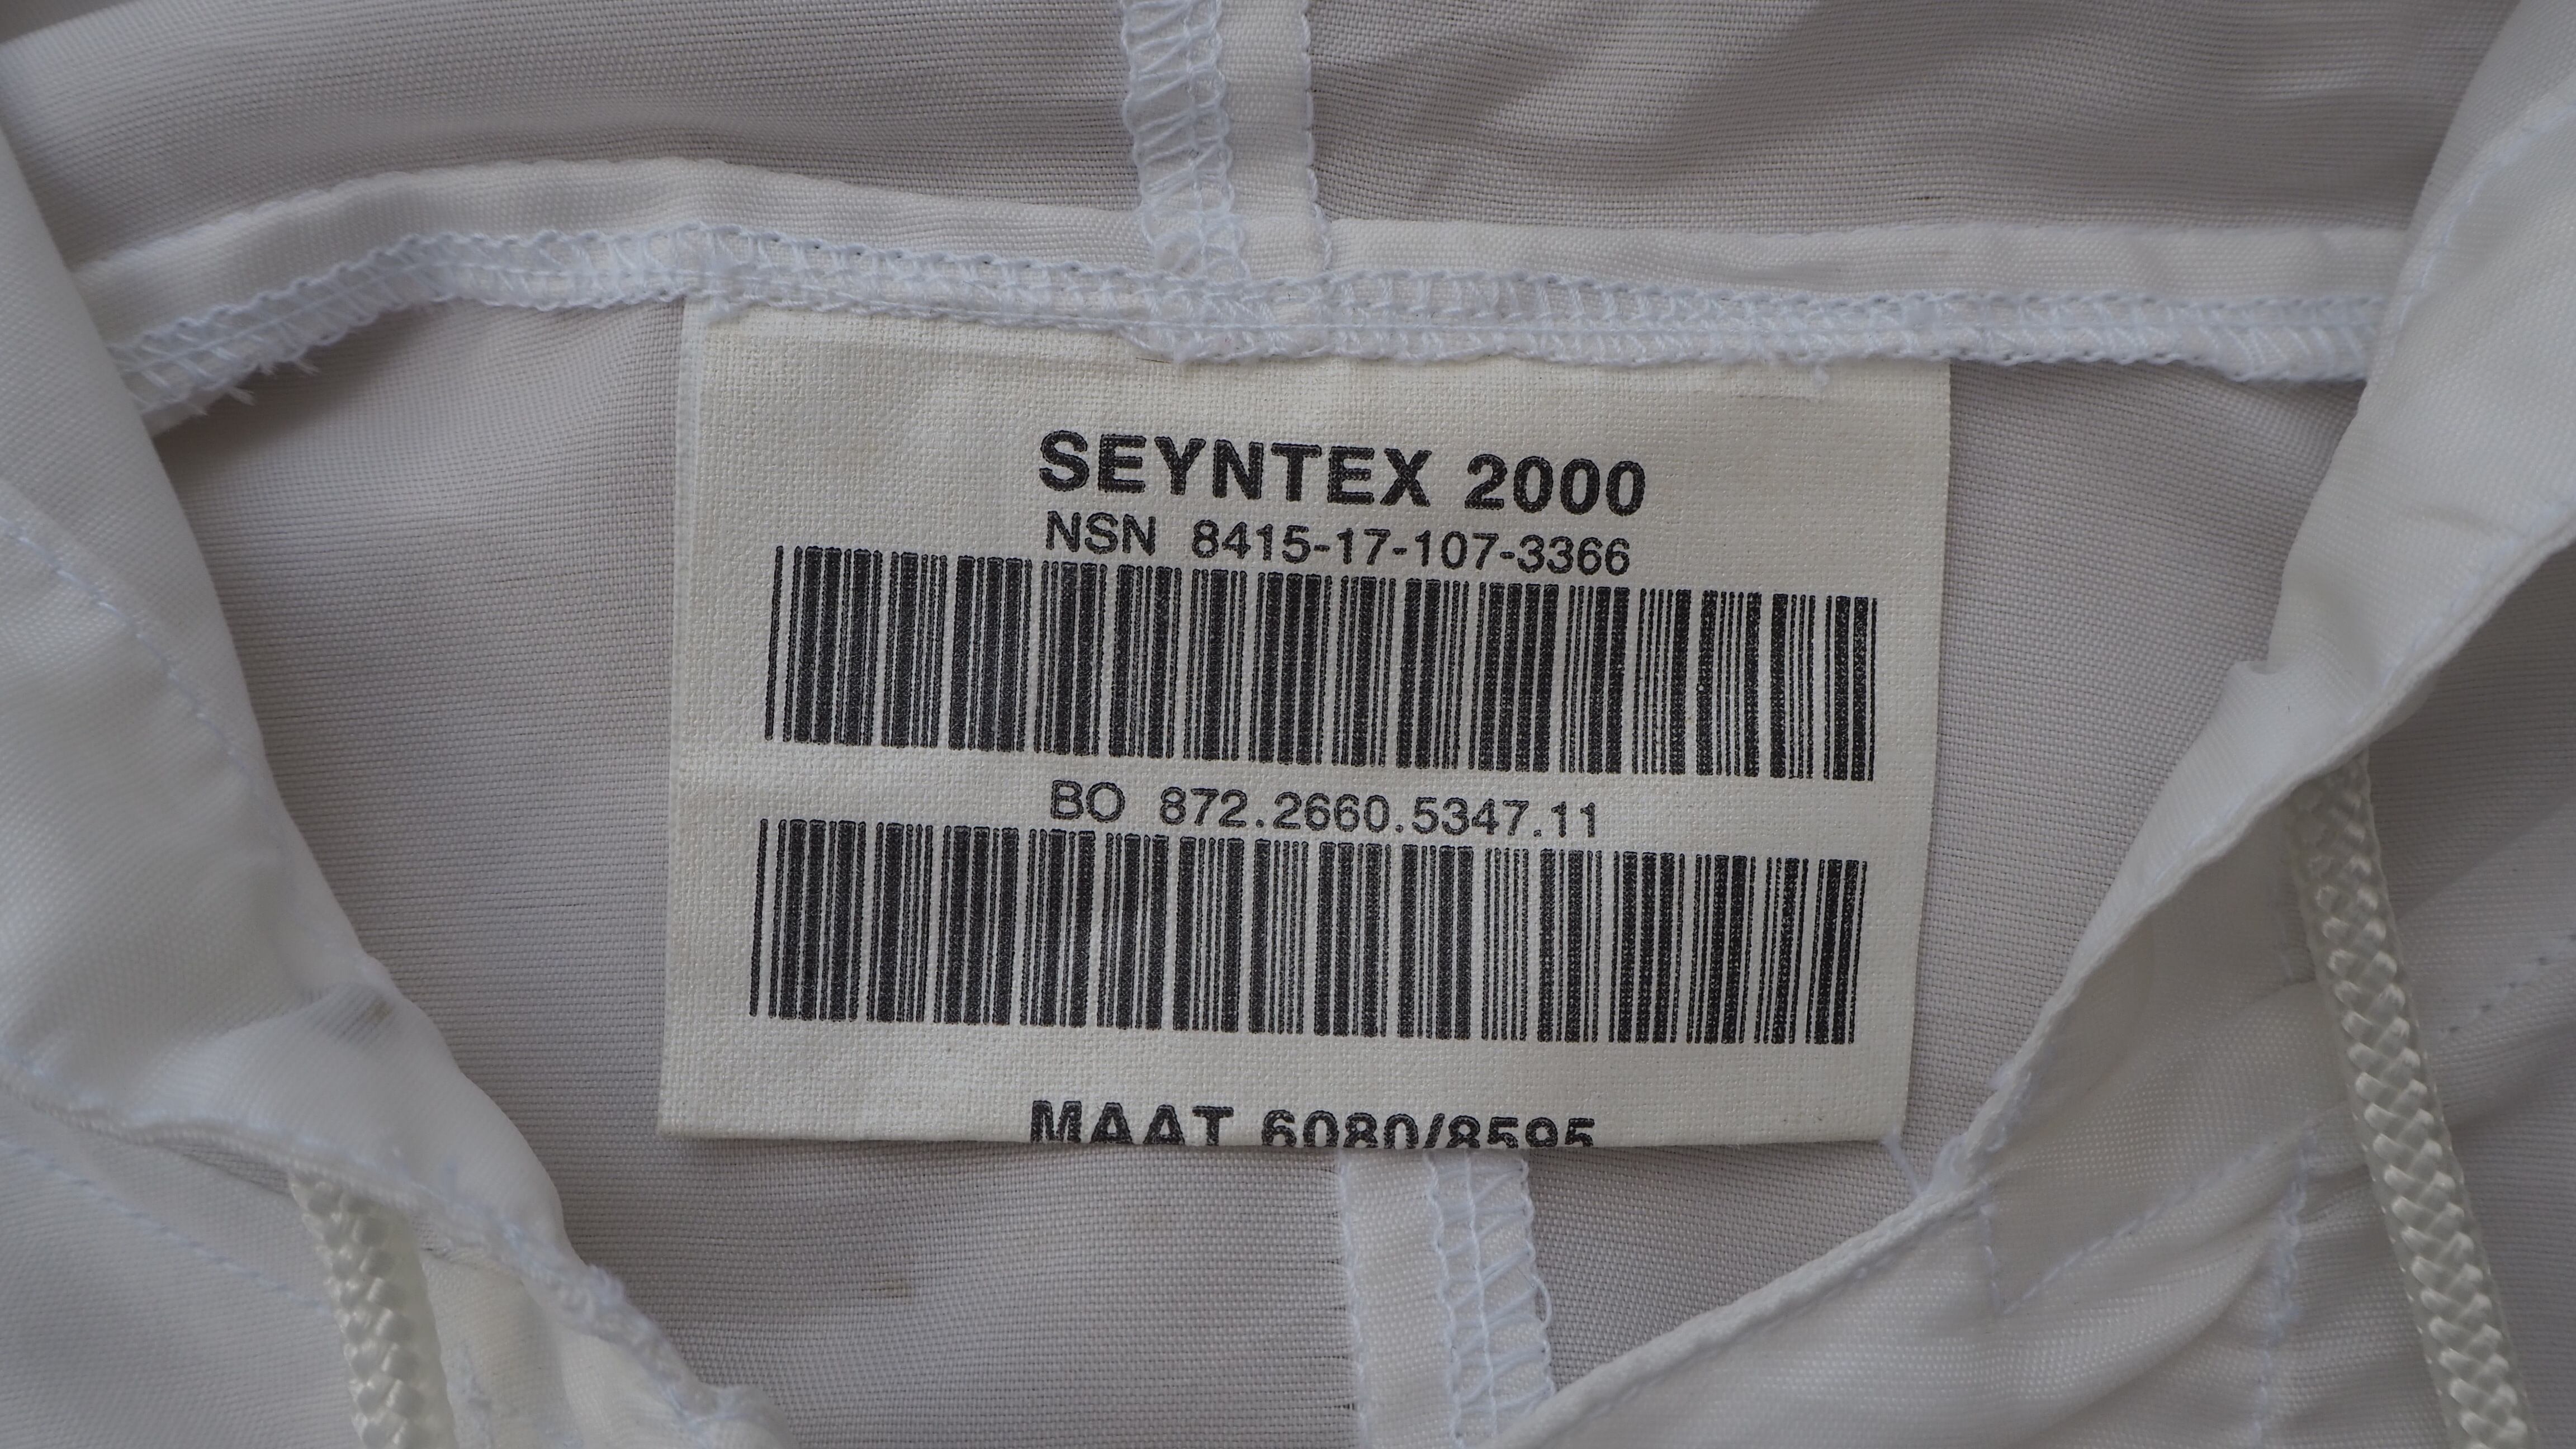 SEYNTEX 2000
NSN 8415-17-107-3366
BO 872.2660.5347.11
MAAT 6080/8595